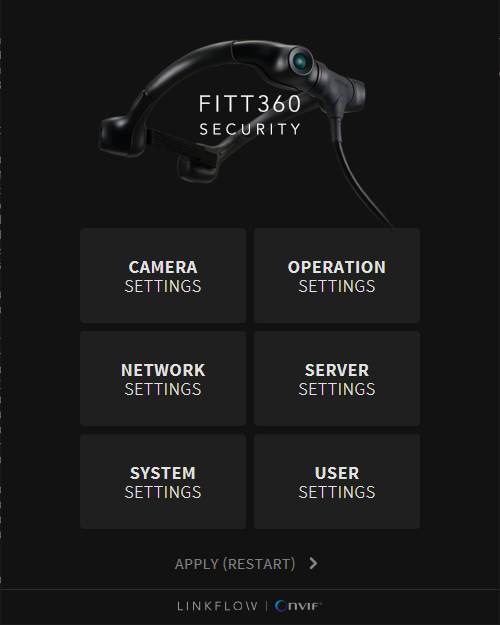 FITT360
SECURITY
CAMERA
SETTINGS
OPERATION
SETTINGS
NETWORK
SETTINGS
SERVER
SETTINGS
SYSTEM
SETTINGS
USER
SETTINGS
APPLY (RESTART)
LINKFLOW | ONVIF